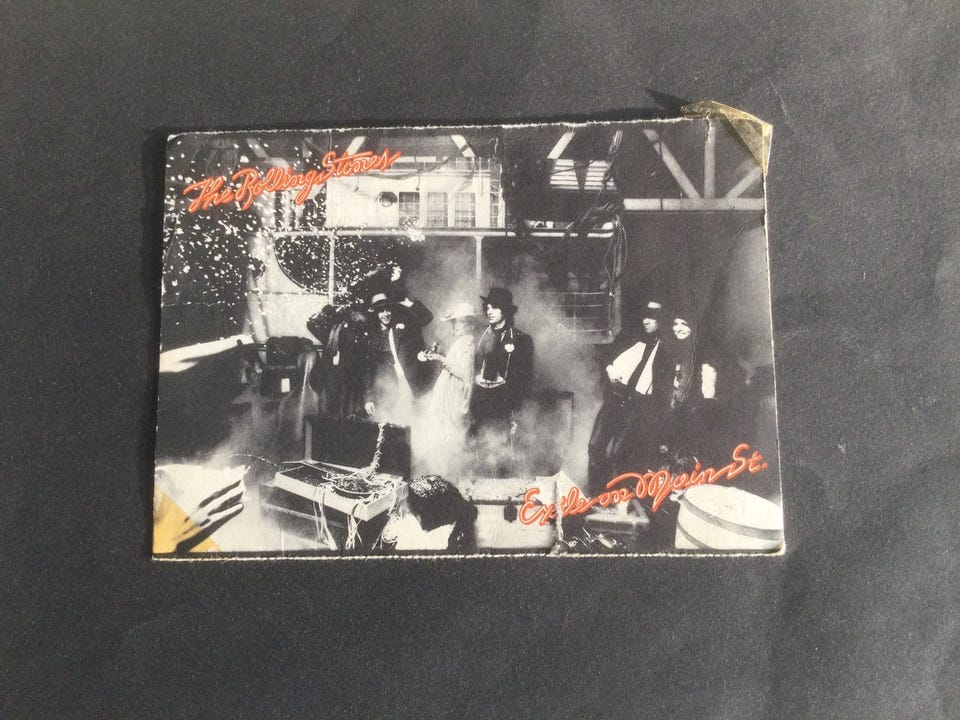 The Rolling Stones
Exile on Main St.